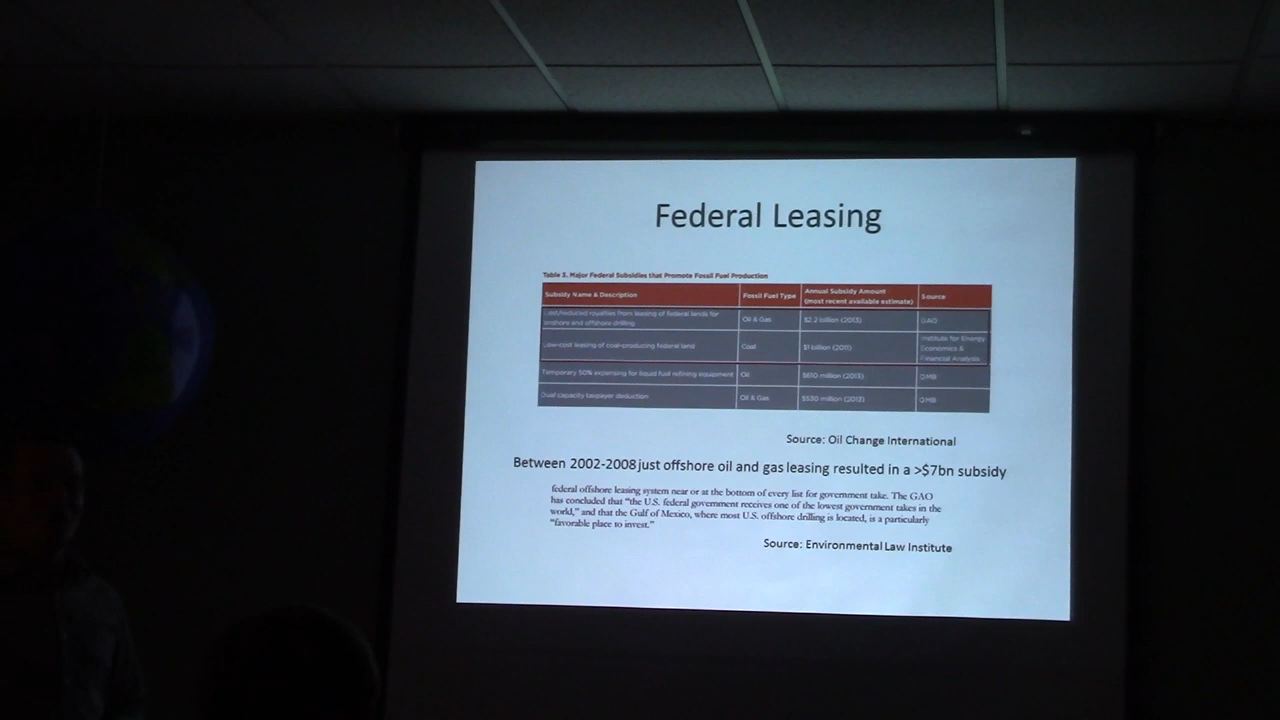 Federal Leasing
Table 3. Major Federal Subsidies that Promote Fossil Fuel Production
Subsidy Name & Description Fossil Fuel Type Annual Subsidy Amount (most recent available estimate) Source
Lost/reduced royalties from leasing of federal lands for onshore and offshore drilling Oil & Gas $2.2 billion (2013) GAO
Low-cost leasing of coal-producing federal land Coal $1 billion (2011) Institute for Energy Economics & Financial Analysis
Temporary 50% expensing for liquid fuel refining equipment Oil $610 million (2013) OMB
Dual capacity taxpayer deduction Oil & Gas $530 million OMB
Source: Oil Change International
Between 2002-2008 just offshore oil and gas leasing resulted in a >$7bn subsidy
federal offshore leasing system near or at the bottom of every list for government take. The GAO
has concluded that “the U.S. federal government receives one of the lowest government takes in the
world,” and that the Gulf of Mexico, where most U.S. offshore drilling is located, is a particularly
“favorable place to invest.”
Source: Environmental Law Institute